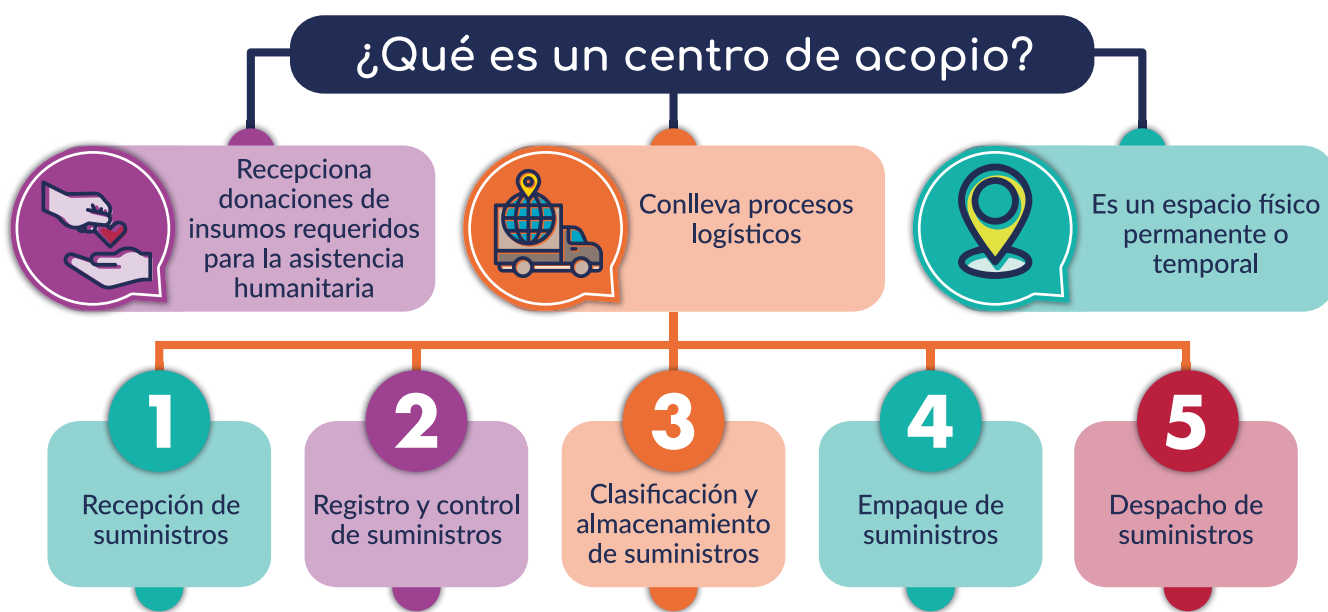 ¿Qué es un centro de acopio?
Recepciona
donaciones de
insumos requeridos
para la asistencia
humanitaria
Conlleva procesos
logísticos
Es un espacio físico
permanente o
temporal
1
Recepción de
suministros
2
Registro y control
de suministros
3
Clasificación y
almacenamiento
de suministros
4
Empaque de
suministros
5
Despacho de
suministros